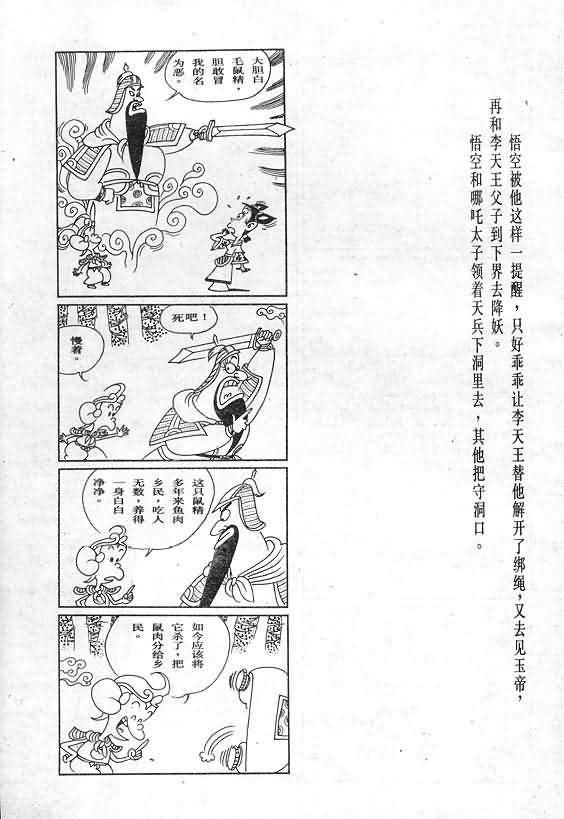 悟空被他这样一提醒，只好乖乖让李天王替他解开了绑绳，又去见玉帝，
再和李天王父子到下界去降妖。
悟空和哪吒太子领着天兵下洞里去，其他把守洞口。
大胆白
毛鼠精，
胆敢冒
我的名
为恶。
死吧！
慢着。
这只鼠精
多年来鱼肉
乡民，吃人
无数，养得
一身白白
净净。
如今应该将
它杀了，把
鼠肉分给乡
民。